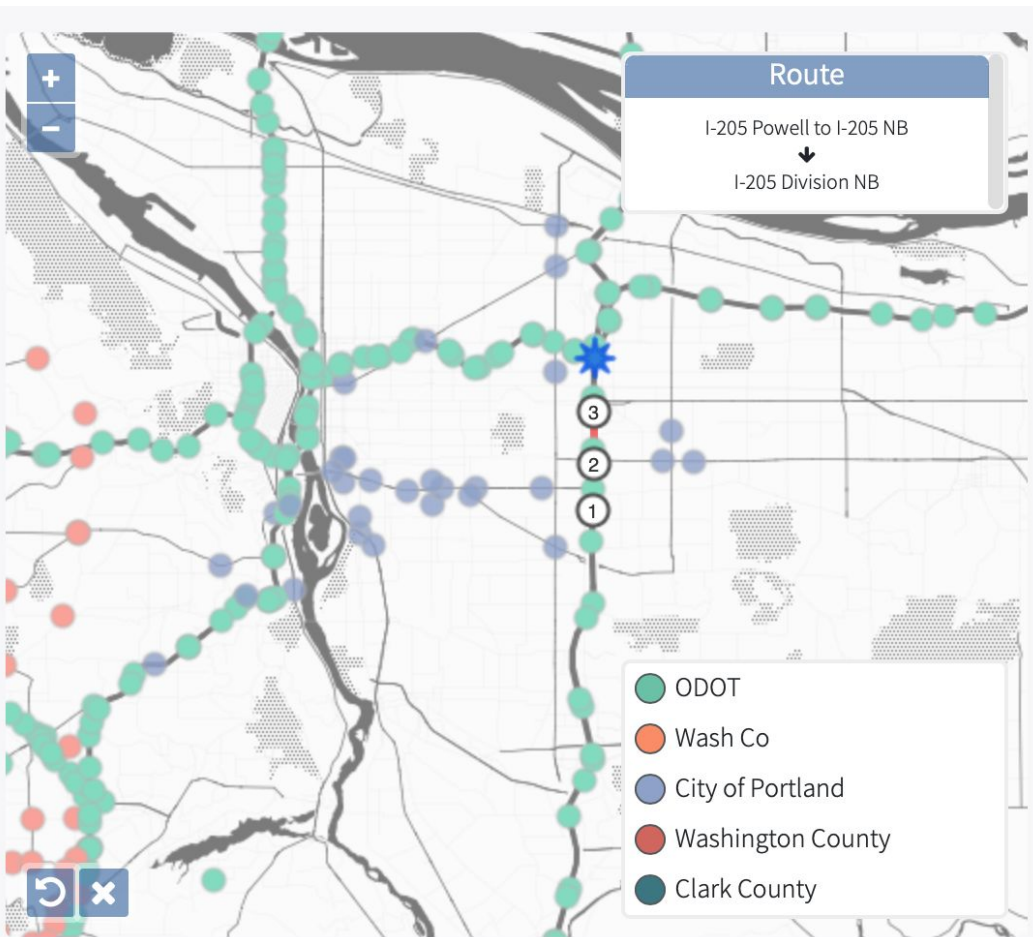 +
−
Route
I-205 Powell to I-205 NB
I-205 Division NB
3
2
1
ODOT
Wash Co
City of Portland
Washington County
Clark County